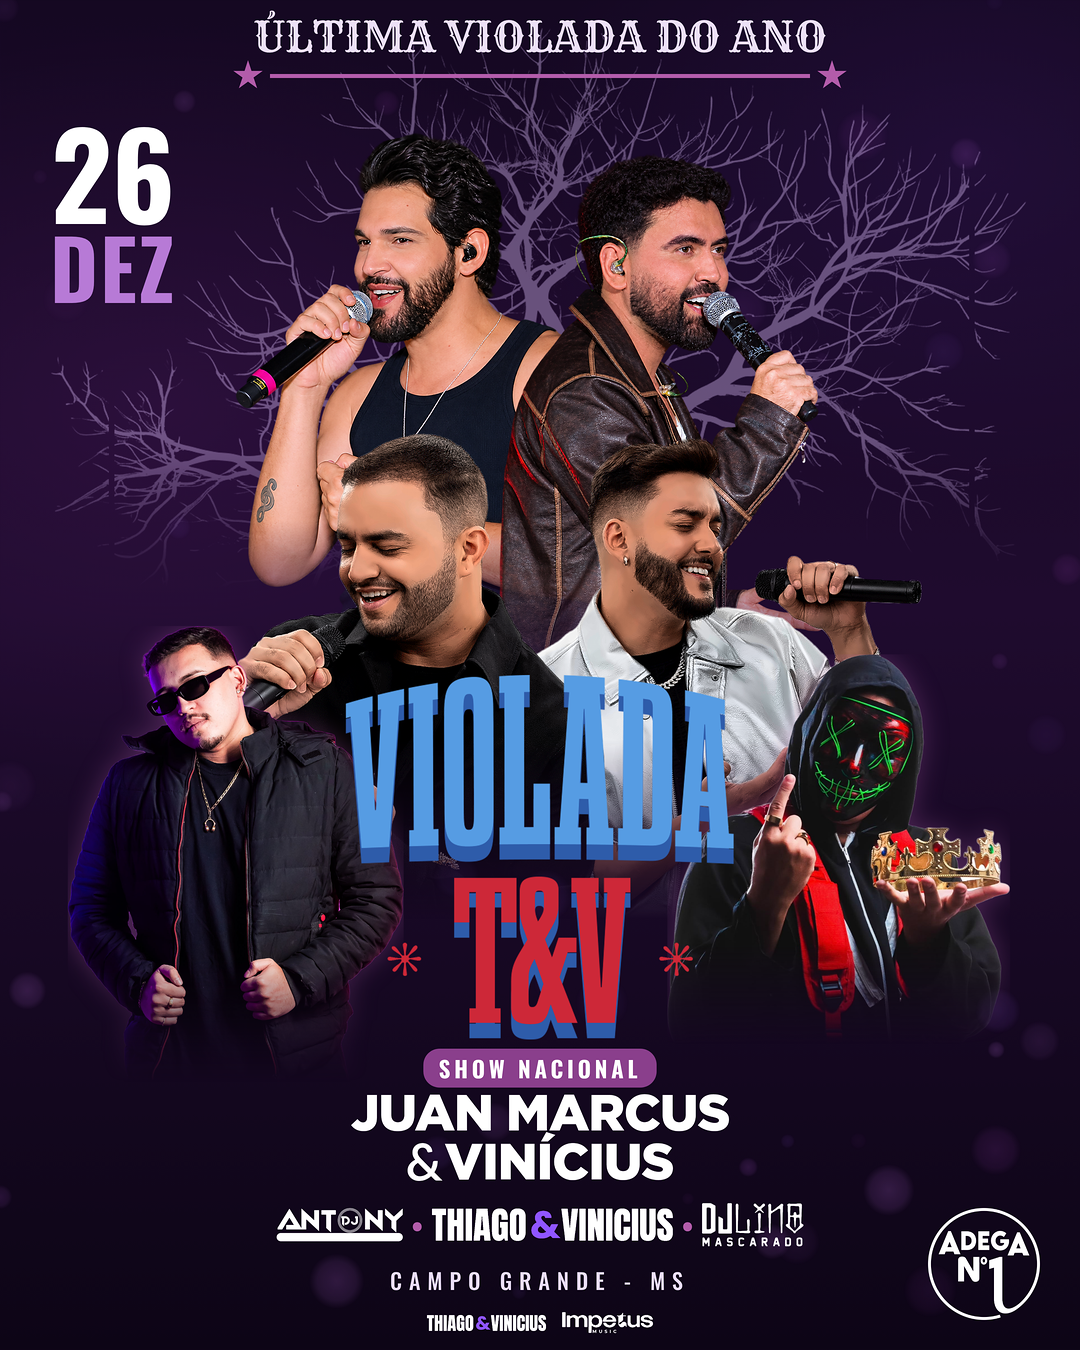 ÚLTIMA VIOLADA DO ANO
26
DEZ
VIOLADA
T&V
SHOW NACIONAL
JUAN MARCUS
& VINÍCIUS
ANTONY DJ • THIAGO & VINICIUS • DJ LINO MASCARADO
CAMPO GRANDE - MS
THIAGO & VINICIUS Impetus MUSIC
ADEGA
Nº1